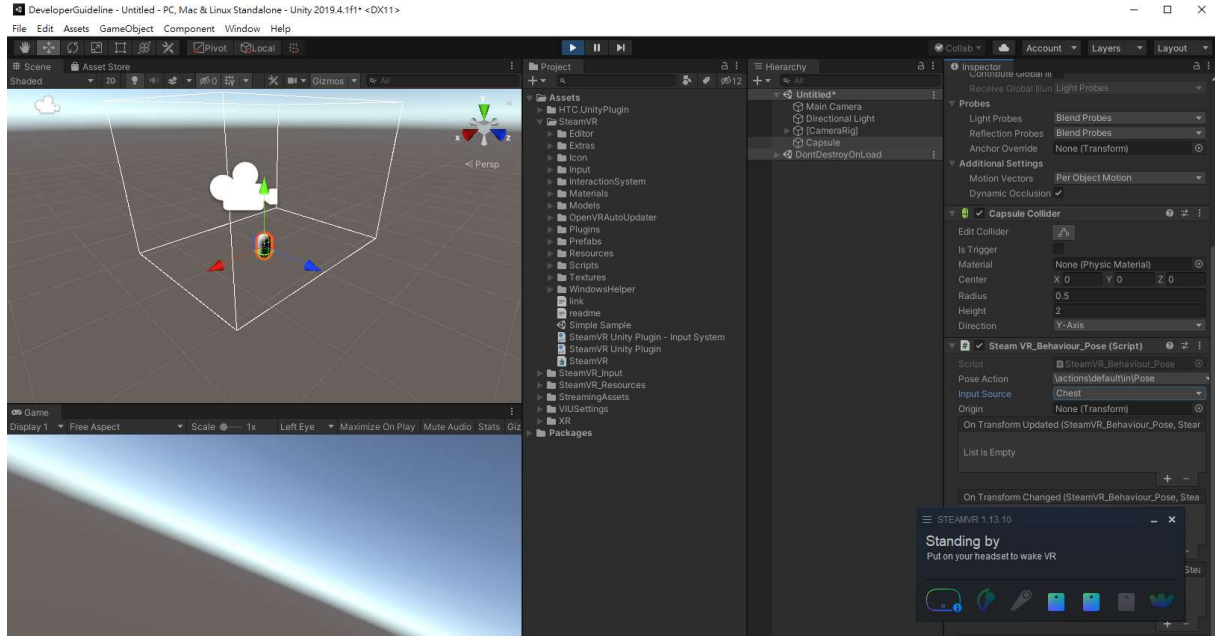 DeveloperGuideline - Untitled - PC, Mac & Linux Standalone - Unity 2019.4.1f1* <DX11>
File Edit Assets GameObject Component Window Help
Pivot Local
Collab Account Layers Layout
Scene Asset Store
Shaded 2D 0 Gizmos All
y
x z
Persp
Game
Display 1 Free Aspect Scale 1x Left Eye Maximize On Play Mute Audio Stats Giz
Project
12
Assets
HTC.UnityPlugin
SteamVR
Editor
Extras
Icon
Input
InteractionSystem
Materials
Models
OpenVRAutoUpdater
Plugins
Prefabs
Resources
Scripts
Textures
WindowsHelper
link
readme
Simple Sample
SteamVR Unity Plugin - Input System
SteamVR Unity Plugin
SteamVR
SteamVR_Input
SteamVR_Resources
StreamingAssets
VIUSettings
XR
Packages
Hierarchy
All
Untitled*
Main Camera
Directional Light
[CameraRig]
Capsule
DontDestroyOnLoad
Inspector
Contribute Global Ill
Receive Global Illun Light Probes
Probes
Light Probes Blend Probes
Reflection Probes Blend Probes
Anchor Override None (Transform)
Additional Settings
Motion Vectors Per Object Motion
Dynamic Occlusion
Capsule Collider
Edit Collider
Is Trigger
Material None (Physic Material)
Center X 0 Y 0 Z 0
Radius 0.5
Height 2
Direction Y-Axis
Steam VR_Behaviour_Pose (Script)
Script SteamVR_Behaviour_Pose
Pose Action \actions\default\in\Pose
Input Source Chest
Origin None (Transform)
On Transform Updated (SteamVR_Behaviour_Pose, Stear
List is Empty
+ -
On Transform Changed (SteamVR_Behaviour_Pose, Stea
STEAMVR 1.13.10
Standing by
Put on your headset to wake VR
Stea
+ -